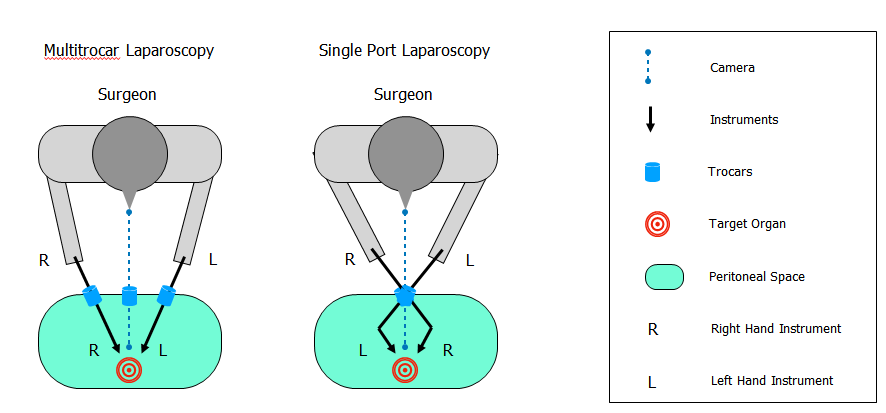 Multitrocar Laparoscopy
Surgeon
R
L
R
L
Single Port Laparoscopy
Surgeon
R
L
L
R
Camera
Instruments
Trocars
Target Organ
Peritoneal Space
R Right Hand Instrument
L Left Hand Instrument